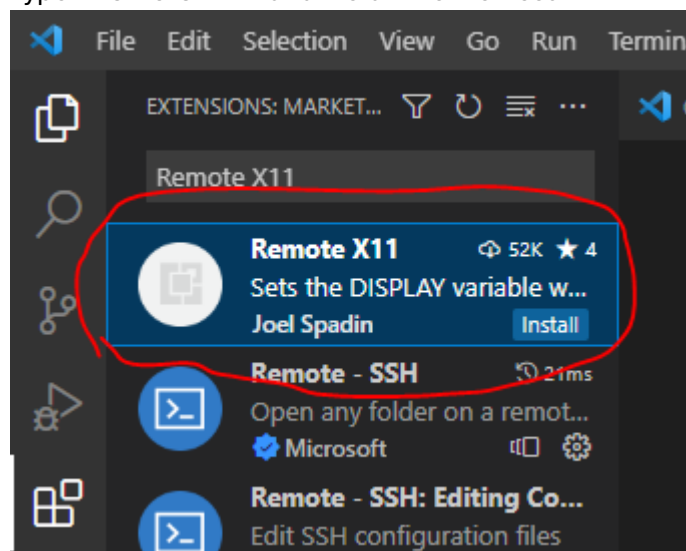 File Edit Selection View Go Run Termin
EXTENSIONS: MARKET... ...
Remote X11
Remote X11 52K ★ 4
Sets the DISPLAY variable w...
Joel Spadin Install
Remote - SSH 21ms
Open any folder on a remot...
Microsoft
Remote - SSH: Editing Co...
Edit SSH configuration files